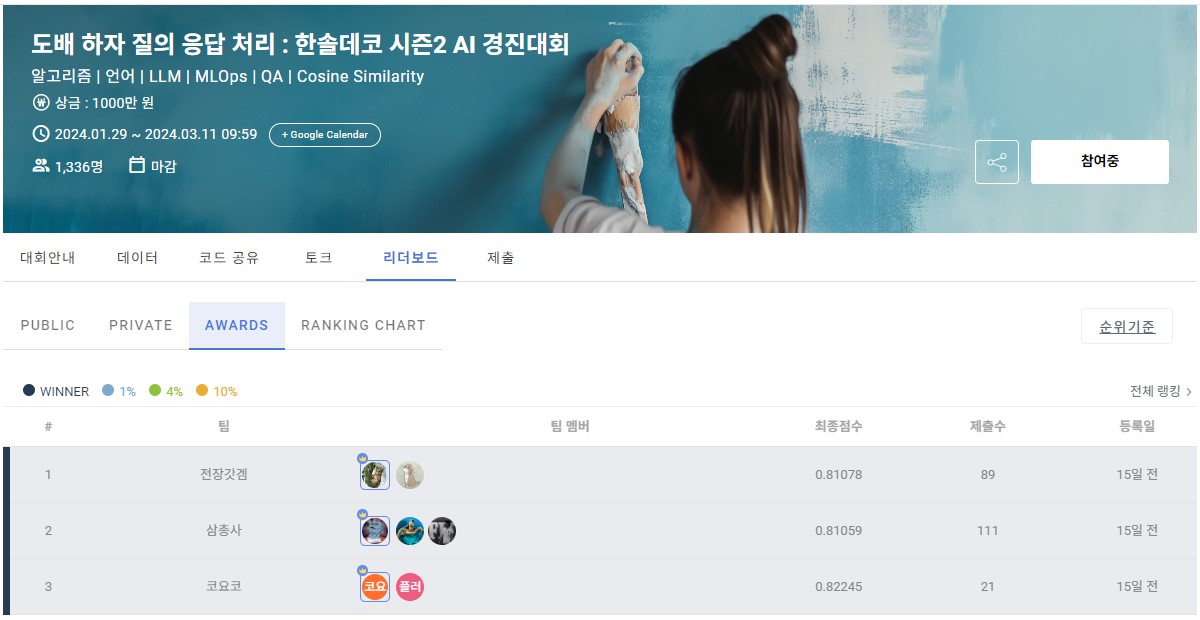 도배 하자 질의 응답 처리 : 한솔데코 시즌2 AI 경진대회
알고리즘 | 언어 | LLM | MLOps | QA | Cosine Similarity
상금 : 1000만 원
2024.01.29 ~ 2024.03.11 09:59 + Google Calendar
1,336명 마감
참여중
대회안내 데이터 코드 공유 토크 리더보드 제출
PUBLIC PRIVATE AWARDS RANKING CHART
순위기준
WINNER 1% 4% 10%
전체 랭킹 >
# 팀 팀 멤버 최종점수 제출수 등록일
1 전장갓겜 0.81078 89 15일 전
2 삼총사 0.81059 111 15일 전
3 코요코 코요 플러 0.82245 21 15일 전